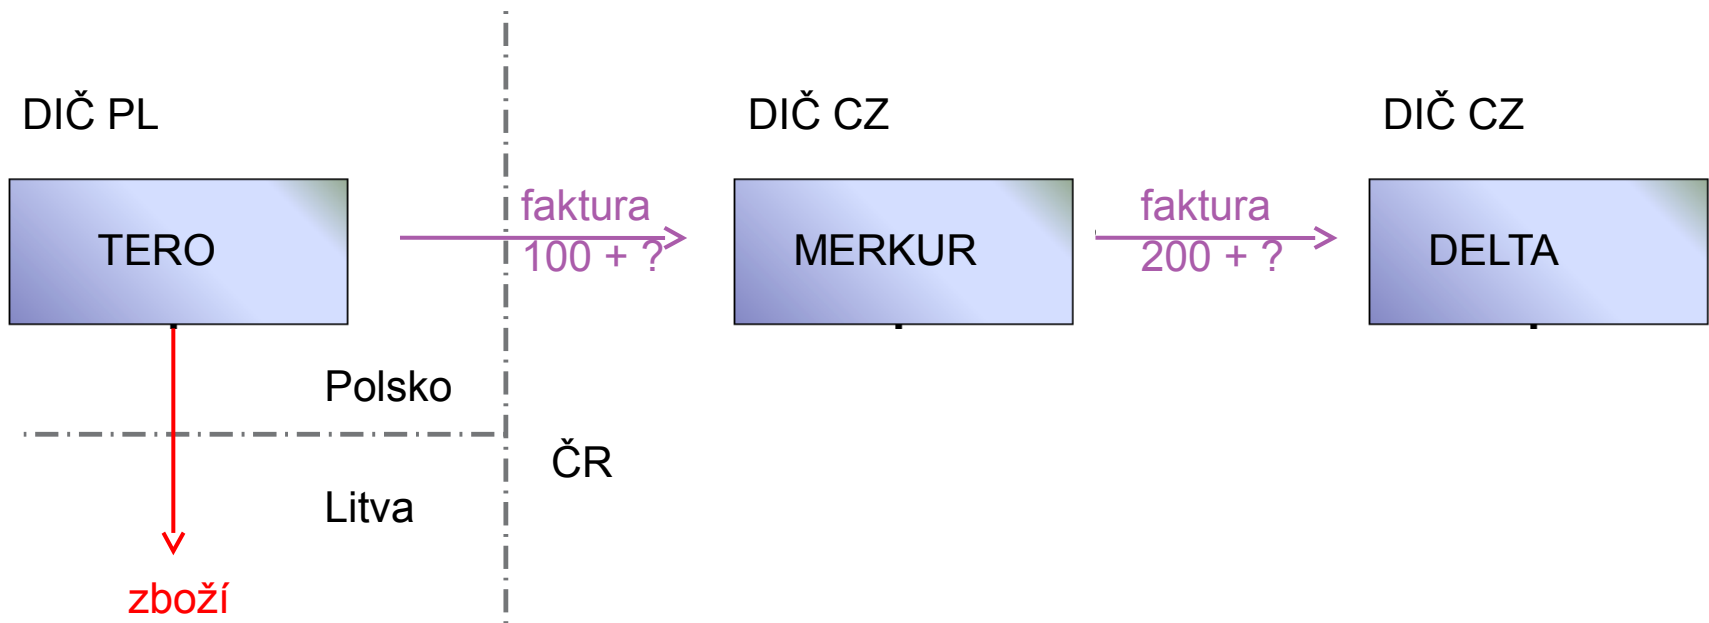 DIČ PL
DIČ CZ
DIČ CZ
TERO
faktura
100 + ?
MERKUR
faktura
200 + ?
DELTA
Polsko
ČR
Litva
zboží